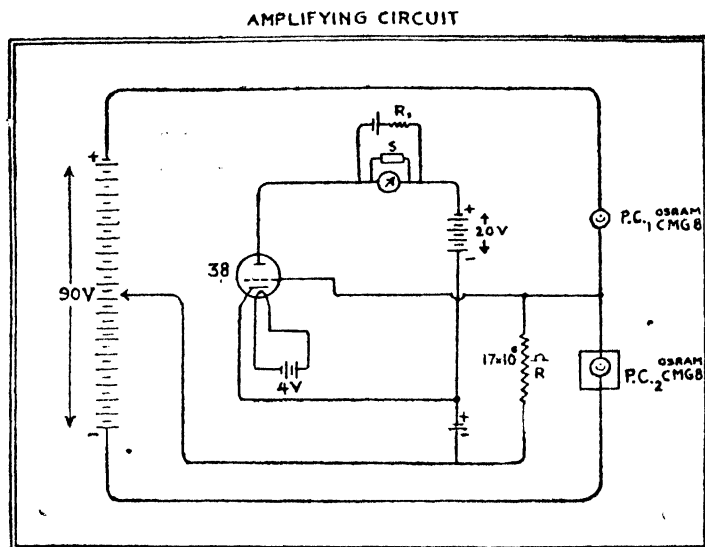 AMPLIFYING CIRCUIT
R₁
S
+
+
20V
-
P.C.₁ OSRAM CMG8
38
90V
17×10⁶ Ω
R
P.C.₂ OSRAM CMG8
4V
+
-
-